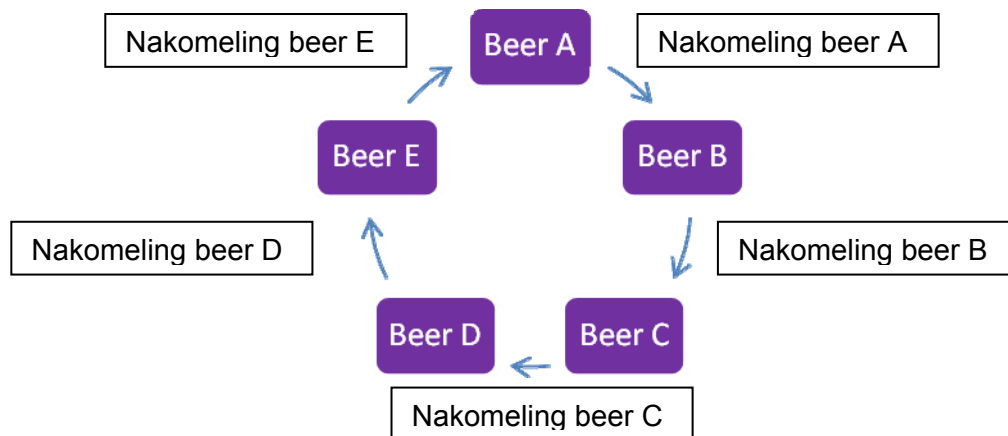 Nakomeling beer E
Beer A
Nakomeling beer A
Beer E
Beer B
Nakomeling beer D
Nakomeling beer B
Beer D
Beer C
Nakomeling beer C